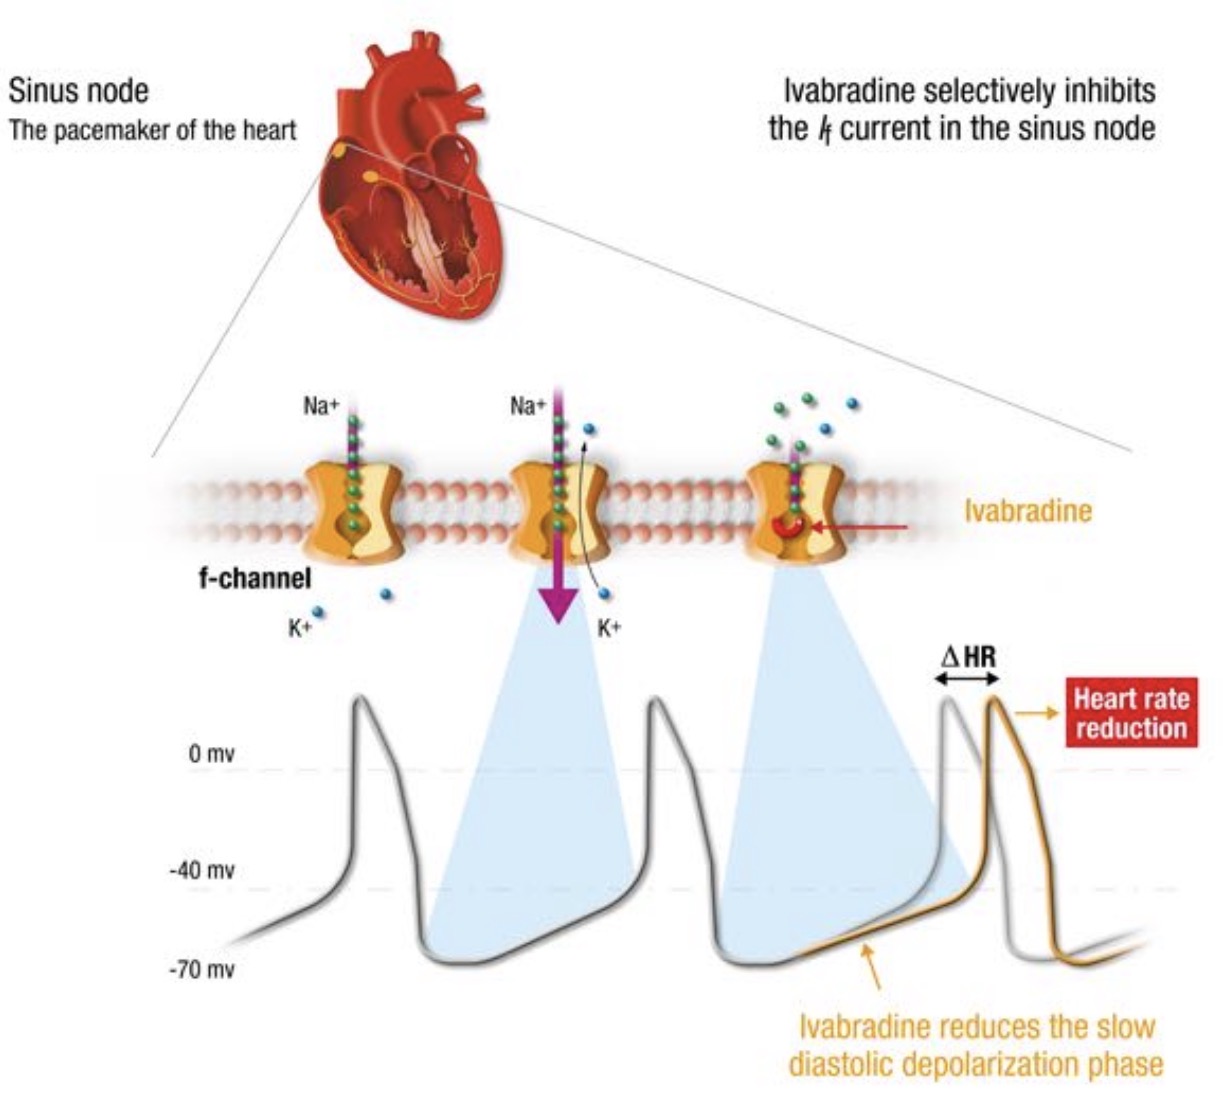 Sinus node
The pacemaker of the heart
Ivabradine selectively inhibits
the If current in the sinus node
Na+
Na+
Ivabradine
f-channel
K+
K+
Δ HR
Heart rate
reduction
0 mv
-40 mv
-70 mv
Ivabradine reduces the slow
diastolic depolarization phase